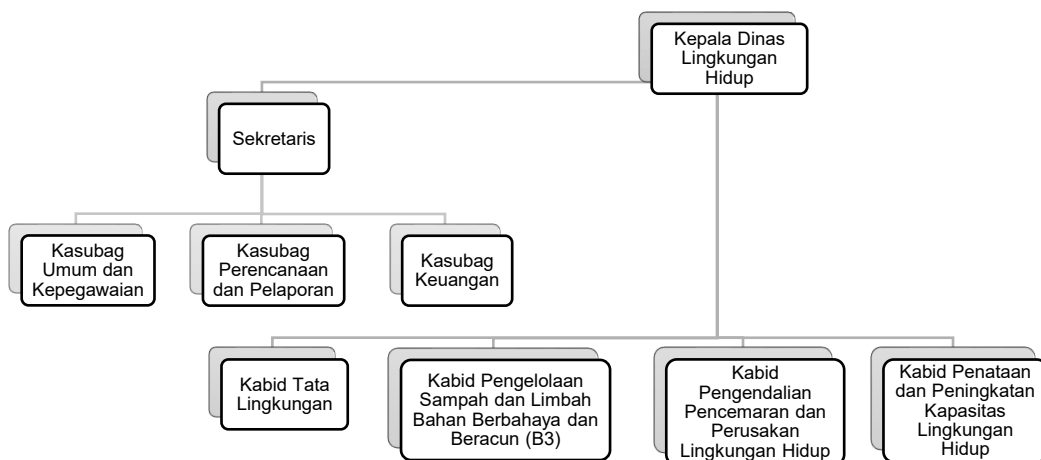 Kepala Dinas
Lingkungan
Hidup
Sekretaris
Kasubag
Umum dan
Kepegawaian
Kasubag
Perencanaan
dan Pelaporan
Kasubag
Keuangan
Kabid Tata
Lingkungan
Kabid Pengelolaan
Sampah dan Limbah
Bahan Berbahaya dan
Beracun (B3)
Kabid
Pengendalian
Pencemaran dan
Perusakan
Lingkungan Hidup
Kabid Penataan
dan Peningkatan
Kapasitas
Lingkungan
Hidup